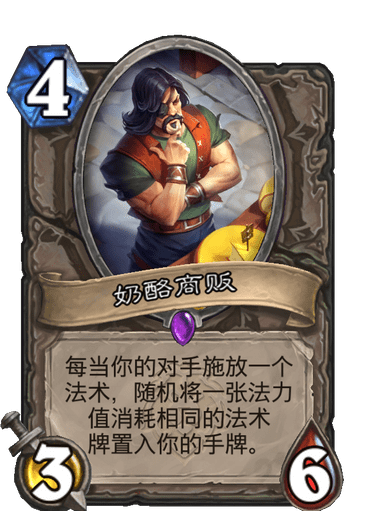 4
奶酪商贩
每当你的对手施放一个
法术，随机将一张法力
值消耗相同的法术
牌置入你的手牌。
3
6